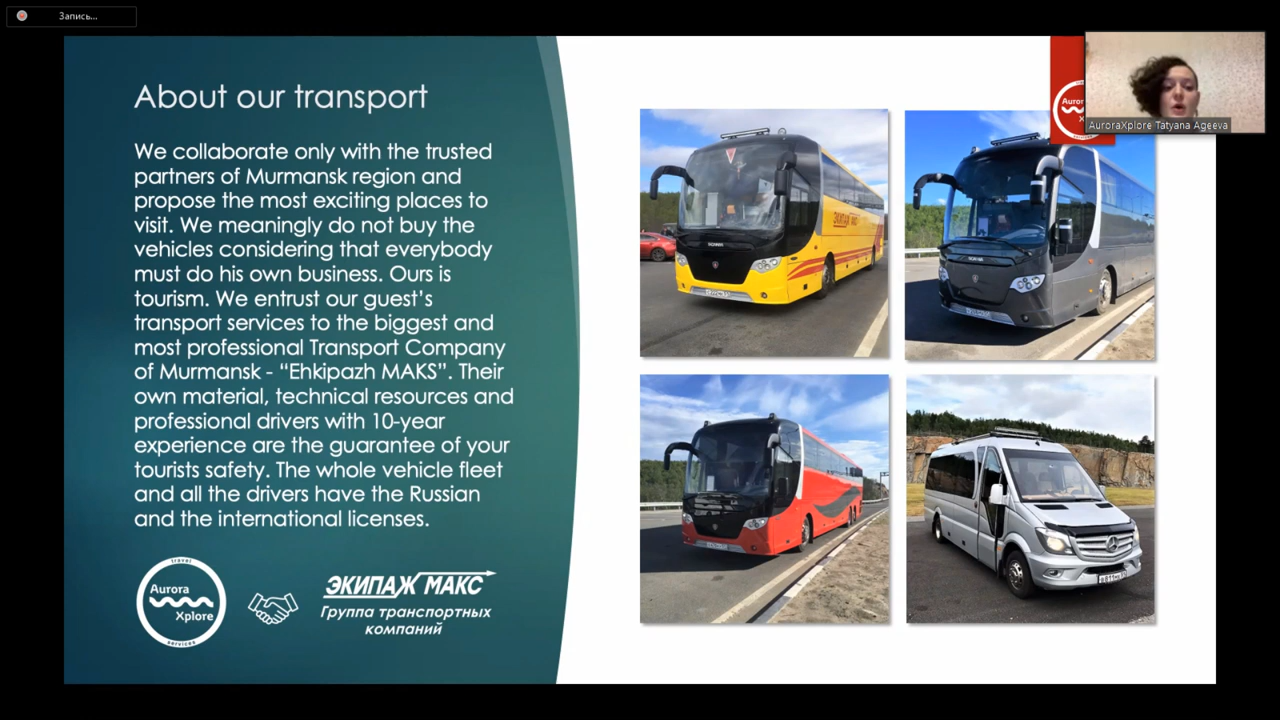 Запись...
About our transport
We collaborate only with the trusted
partners of Murmansk region and
propose the most exciting places to
visit. We meaningly do not buy the
vehicles considering that everybody
must do his own business. Ours is
tourism. We entrust our guest’s
transport services to the biggest and
most professional Transport Company
of Murmansk - “Ehkipazh MAKS”. Their
own material, technical resources and
professional drivers with 10-year
experience are the guarantee of your
tourists safety. The whole vehicle fleet
and all the drivers have the Russian
and the international licenses.
travel
Aurora
Xplore
services
ЭКИПАЖ МАКС
Группа транспортных
компаний
ЭКИПАЖ МАКС
SCANIA
AuroraXplore Tatyana Ageeva